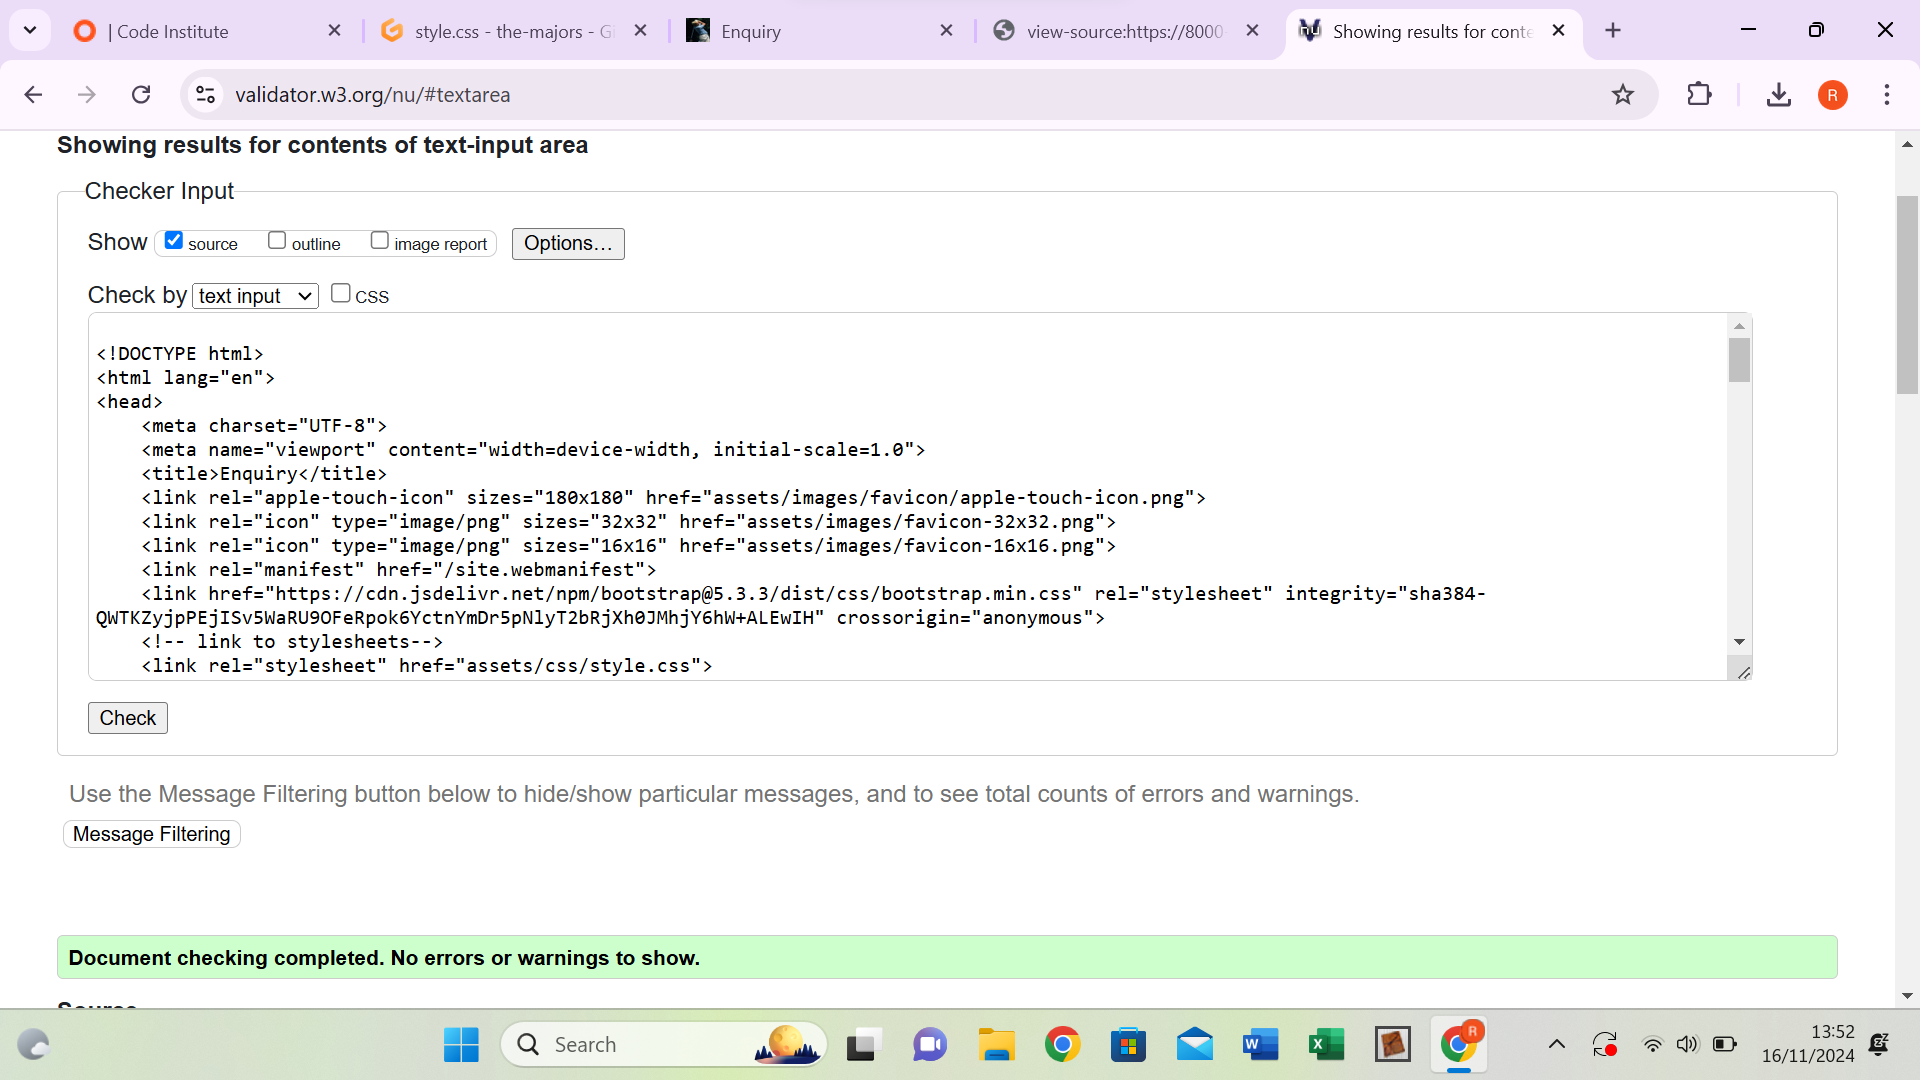 | Code Institute
style.css - the-majors - Gi
Enquiry
view-source:https://8000-
Showing results for conte
validator.w3.org/nu/#textarea
R
Showing results for contents of text-input area
Checker Input
Show source outline image report Options...
Check by text input CSS
<!DOCTYPE html>
<html lang="en">
<head>
    <meta charset="UTF-8">
    <meta name="viewport" content="width=device-width, initial-scale=1.0">
    <title>Enquiry</title>
    <link rel="apple-touch-icon" sizes="180x180" href="assets/images/favicon/apple-touch-icon.png">
    <link rel="icon" type="image/png" sizes="32x32" href="assets/images/favicon-32x32.png">
    <link rel="icon" type="image/png" sizes="16x16" href="assets/images/favicon-16x16.png">
    <link rel="manifest" href="/site.webmanifest">
    <link href="https://cdn.jsdelivr.net/npm/bootstrap@5.3.3/dist/css/bootstrap.min.css" rel="stylesheet" integrity="sha384-
QWTKZyjpPEjISv5WaRU9OFeRpok6YctnYmDr5pNlyT2bRjXh0JMhjY6hW+ALEwIH" crossorigin="anonymous">
    <!-- link to stylesheets-->
    <link rel="stylesheet" href="assets/css/style.css">
Check
Use the Message Filtering button below to hide/show particular messages, and to see total counts of errors and warnings.
Message Filtering
Document checking completed. No errors or warnings to show.
Source
Search
R
13:52
16/11/2024